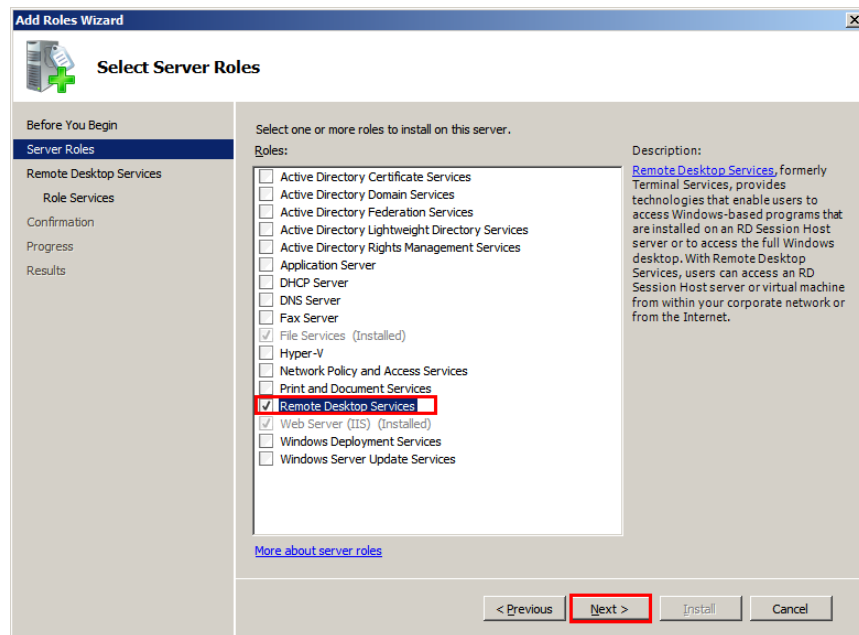 Add Roles Wizard
Select Server Roles
Before You Begin
Server Roles
Remote Desktop Services
Role Services
Confirmation
Progress
Results
Select one or more roles to install on this server.
Roles:
Active Directory Certificate Services
Active Directory Domain Services
Active Directory Federation Services
Active Directory Lightweight Directory Services
Active Directory Rights Management Services
Application Server
DHCP Server
DNS Server
Fax Server
File Services (Installed)
Hyper-V
Network Policy and Access Services
Print and Document Services
Remote Desktop Services
Web Server (IIS) (Installed)
Windows Deployment Services
Windows Server Update Services
More about server roles
Description:
Remote Desktop Services, formerly
Terminal Services, provides
technologies that enable users to
access Windows-based programs that
are installed on an RD Session Host
server or to access the full Windows
desktop. With Remote Desktop
Services, users can access an RD
Session Host server or virtual machine
from within your corporate network or
from the Internet.
< Previous
Next >
Install
Cancel